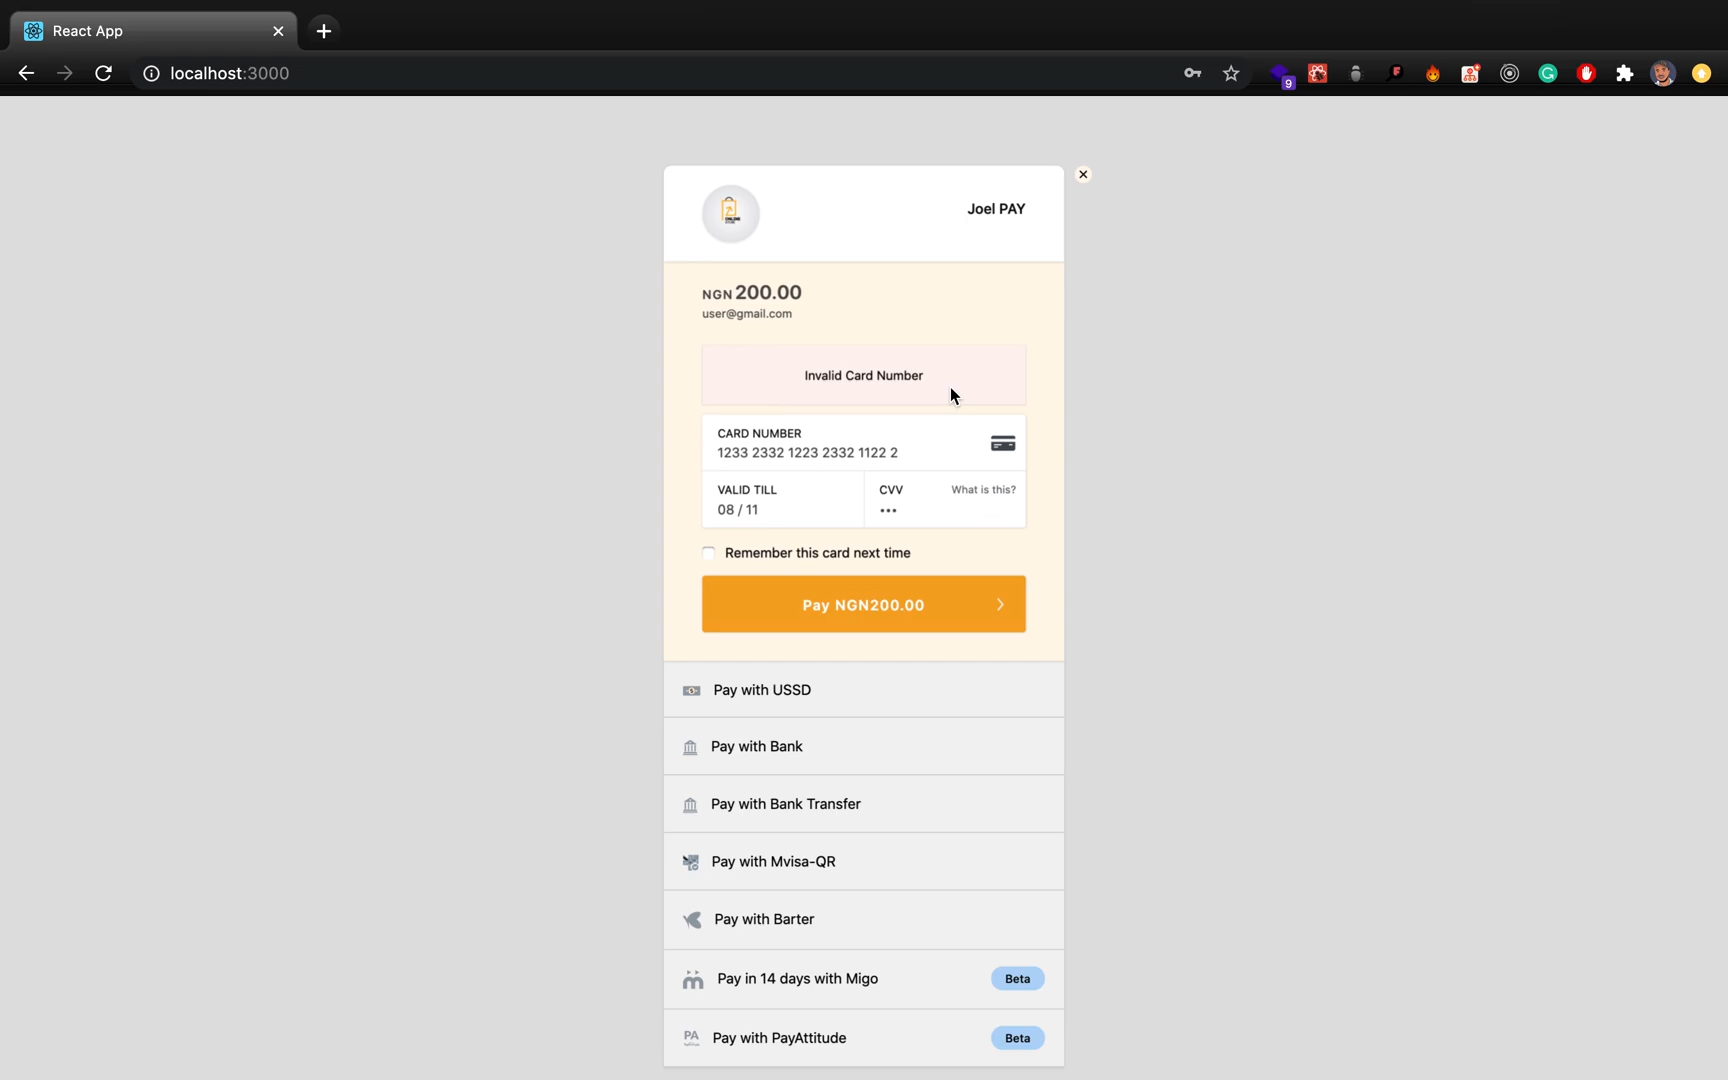 React App
localhost:3000
9
Joel PAY
ONLINE
NGN 200.00
user@gmail.com
Invalid Card Number
CARD NUMBER
1233 2332 1223 2332 1122 2
VALID TILL
08 / 11
CVV
What is this?
•••
Remember this card next time
Pay NGN200.00
Pay with USSD
Pay with Bank
Pay with Bank Transfer
Pay with Mvisa-QR
Pay with Barter
Pay in 14 days with Migo
Beta
PA
Pay with PayAttitude
Beta